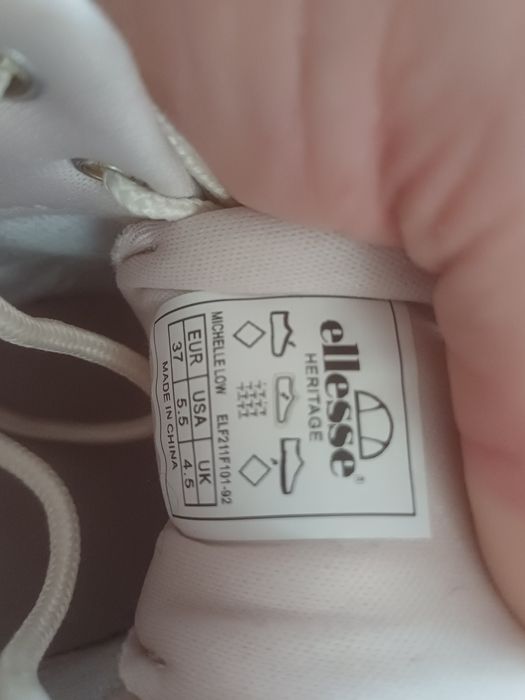 ellesse®
HERITAGE
MICHELLE LOW ELF211F101-92
EUR USA UK
37 5.5 4.5
MADE IN CHINA